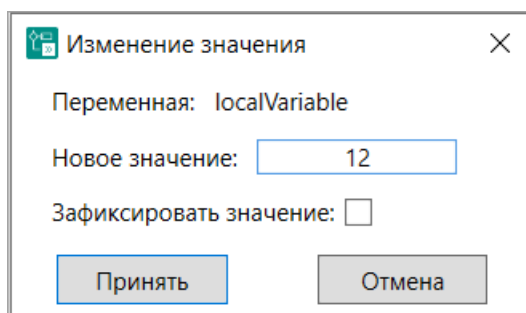 Изменение значения
Переменная: localVariable
Новое значение: 12
Зафиксировать значение:
Принять Отмена